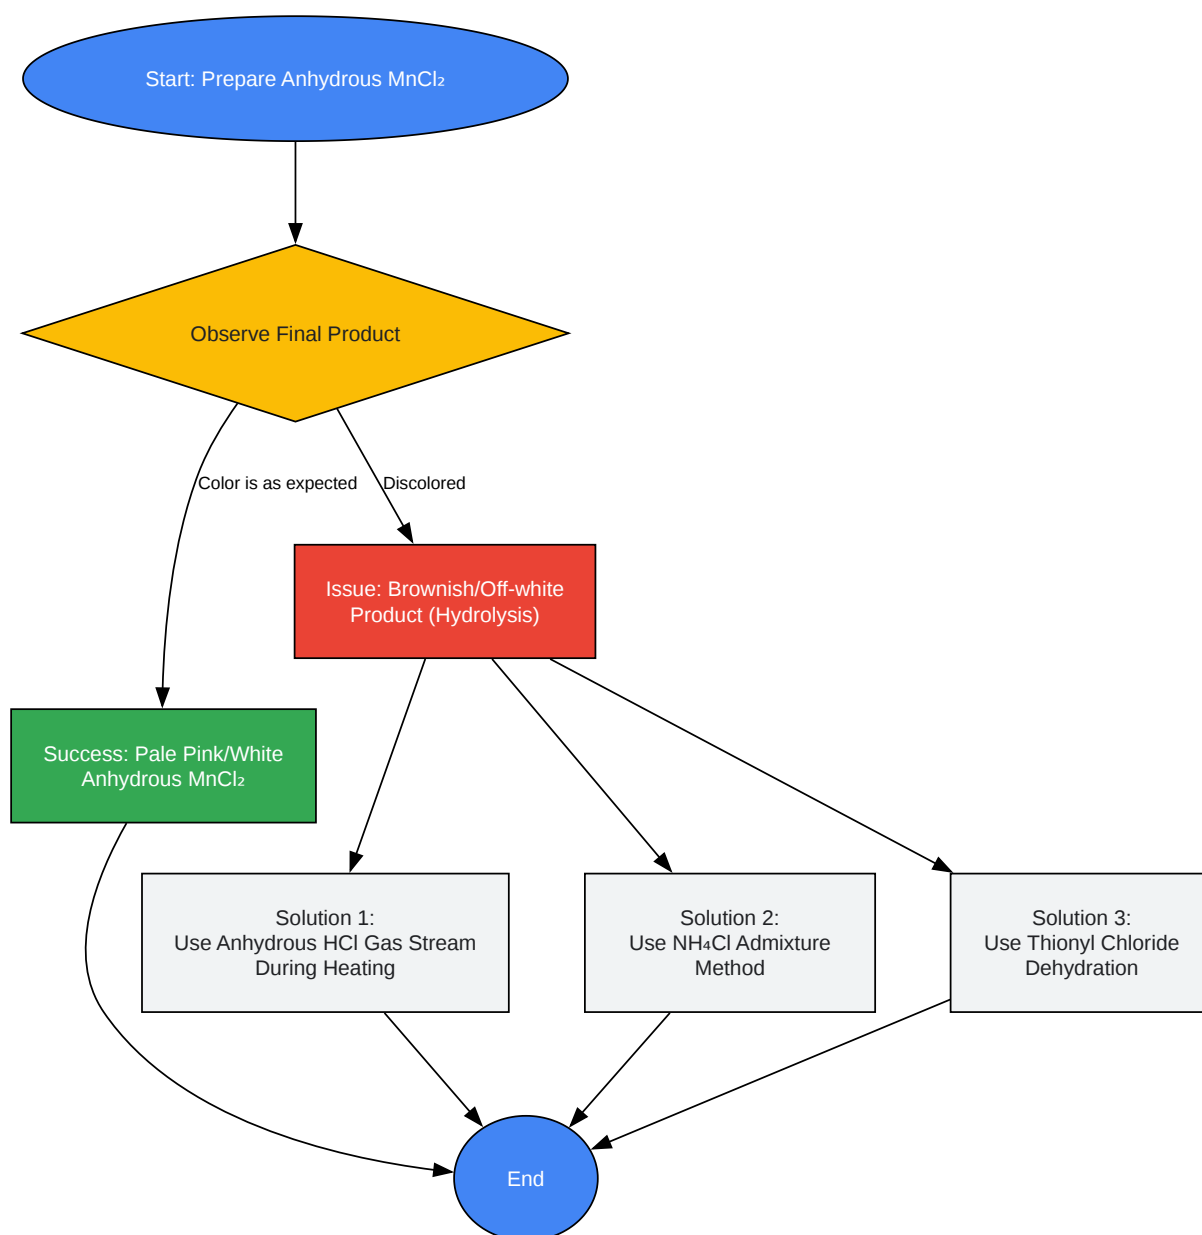 Start: Prepare Anhydrous MnCl₂
Observe Final Product
Color is as expected
Discolored
Issue: Brownish/Off-white
Product (Hydrolysis)
Success: Pale Pink/White
Anhydrous MnCl₂
Solution 1:
Use Anhydrous HCl Gas Stream
During Heating
Solution 2:
Use NH₄Cl Admixture
Method
Solution 3:
Use Thionyl Chloride
Dehydration
End